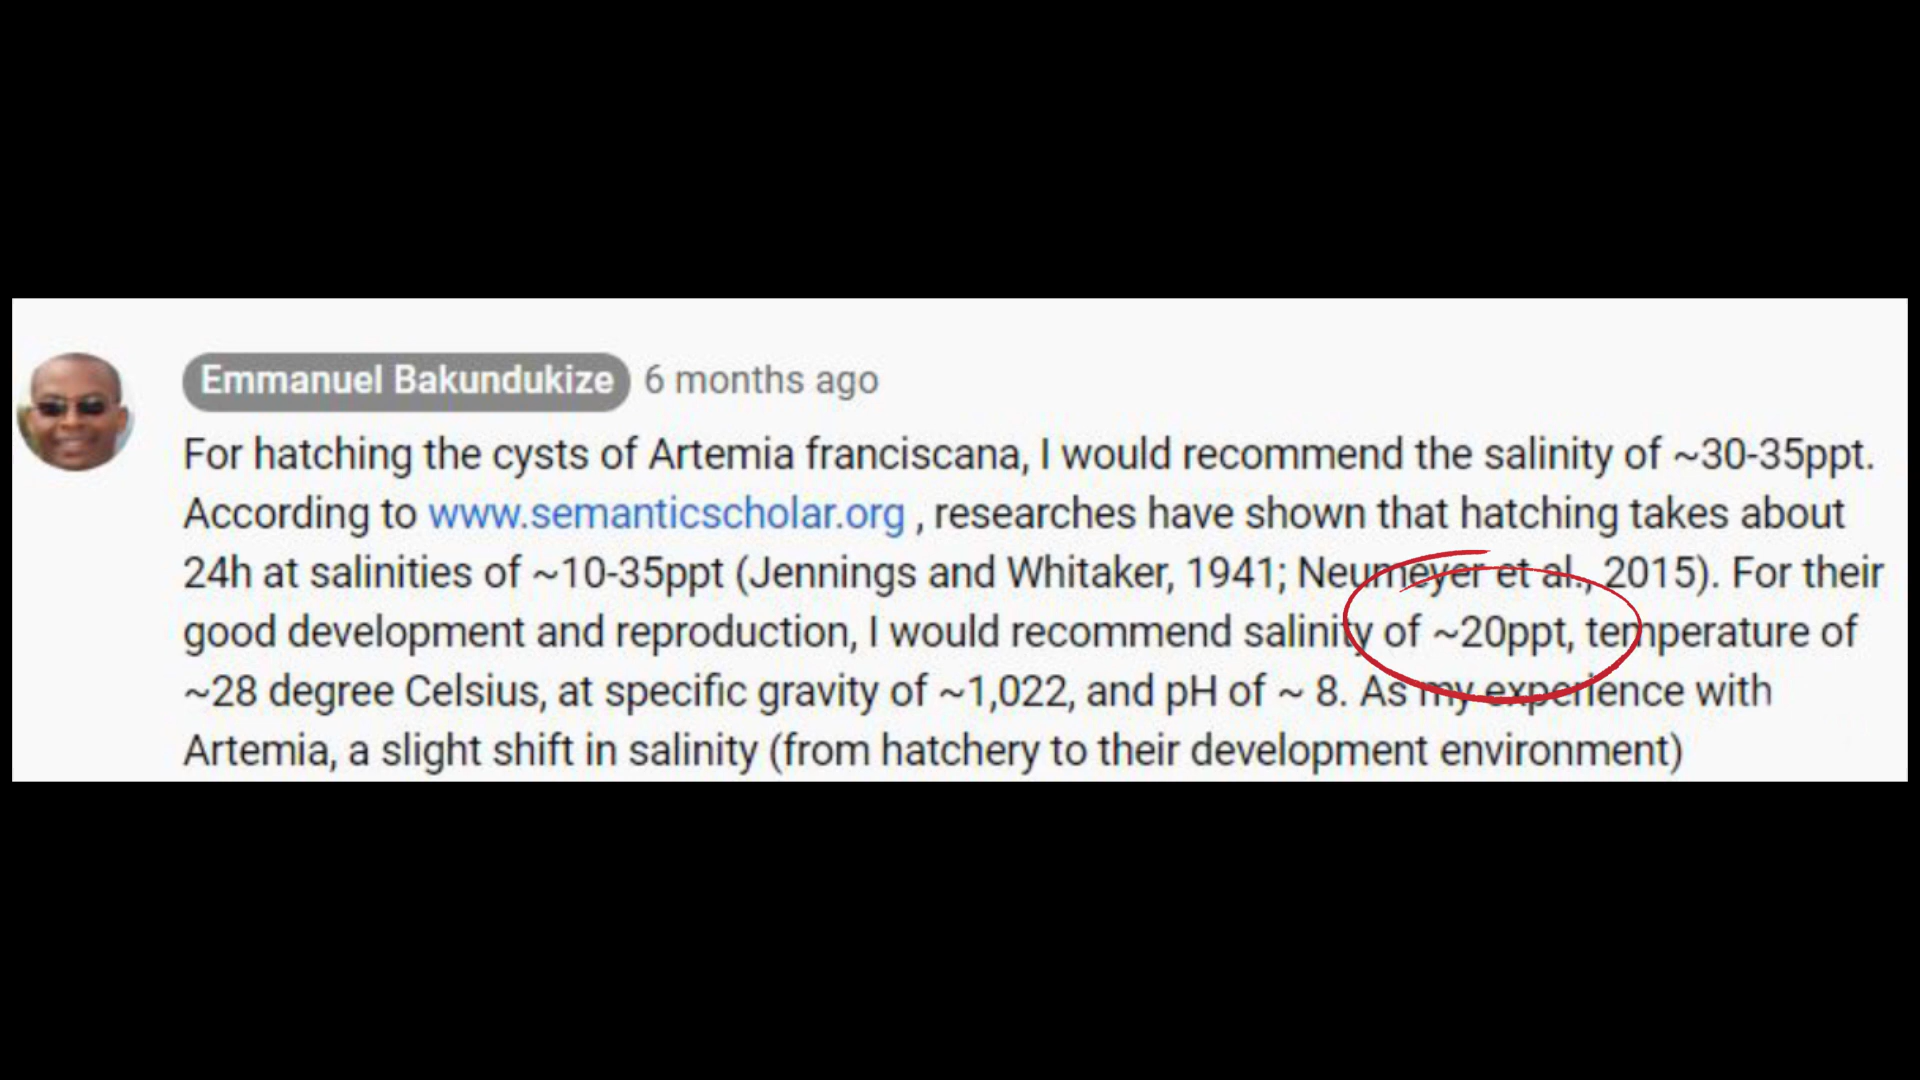 Emmanuel Bakundukize 6 months ago
For hatching the cysts of Artemia franciscana, I would recommend the salinity of ~30-35ppt.
According to www.semanticscholar.org , researches have shown that hatching takes about
24h at salinities of ~10-35ppt (Jennings and Whitaker, 1941; Neumeyer et al., 2015). For their
good development and reproduction, I would recommend salinity of ~20ppt, temperature of
~28 degree Celsius, at specific gravity of ~1,022, and pH of ~ 8. As my experience with
Artemia, a slight shift in salinity (from hatchery to their development environment)